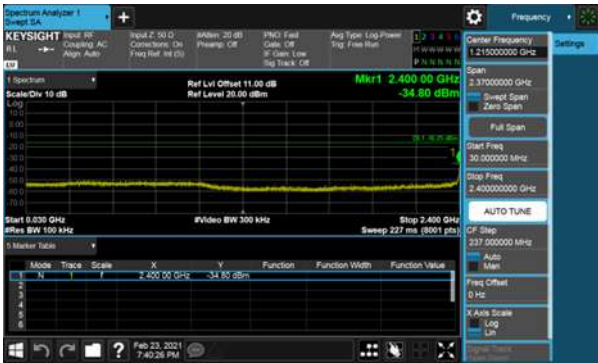 Spectrum Analyzer 1
Swept SA
+
Frequency
KEYSIGHT
Input: RF
Coupling: AC
Align: Auto
Input Z: 50 Ω
Corrections: On
Freq Ref: Int (S)
#Atten: 20 dB
Preamp: Off
PNO: Fast
Gate: Off
IF Gain: Low
Sig Track: Off
Avg Type: Log-Power
Trig: Free Run
RL
LW
Center Frequency
1.215000000 GHz
Settings
Span
2.37000000 GHz
Swept Span
Zero Span
Full Span
Start Freq
30.000000 MHz
Stop Freq
2.400000000 GHz
AUTO TUNE
CF Step
237.000000 MHz
Auto
Man
Freq Offset
0 Hz
X Axis Scale
Log
Lin
1 Spectrum
Scale/Div 10 dB
Log
Ref Lvl Offset 11.00 dB
Ref Level 20.00 dBm
Mkr1 2.400 00 GHz
-34.80 dBm
10.0
0.00
-10.0
-20.0
-30.0
-40.0
-50.0
-60.0
-70.0
1
Start 0.030 GHz
#Res BW 100 kHz
#Video BW 300 kHz
Stop 2.400 GHz
Sweep 227 ms (8001 pts)
5 Marker Table
Mode Trace Scale X Y Function Function Width Function Value
1 N 1 f 2.400 00 GHz -34.80 dBm
2
3
4
5
6
?
Feb 23, 2021
7:40:26 PM